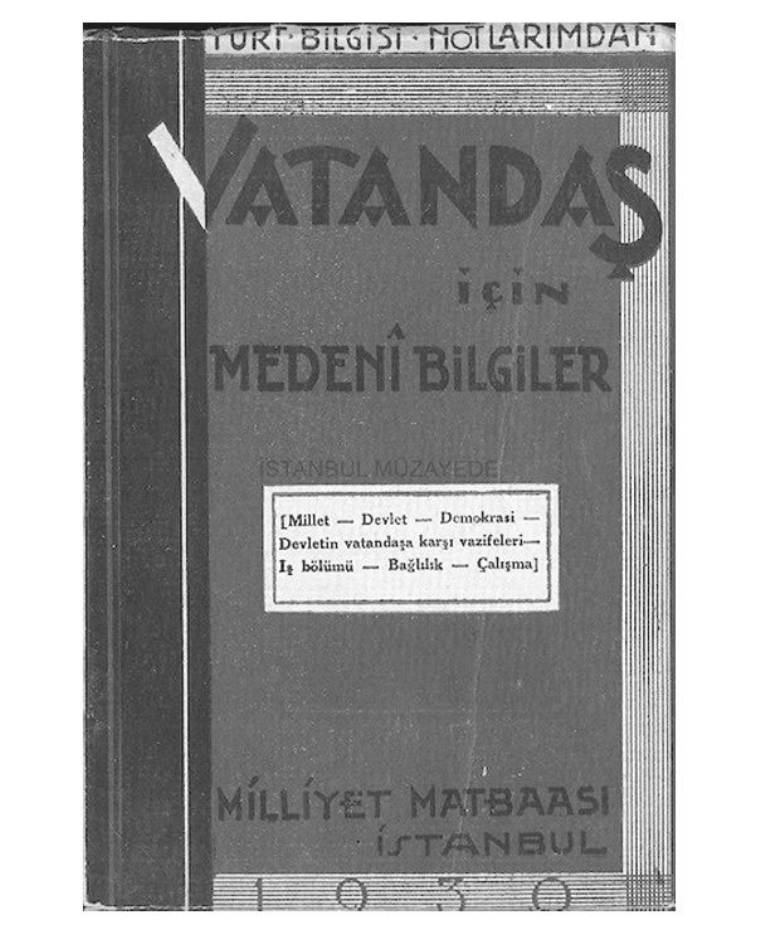 YURT · BİLGİSİ · NOTLARIMDAN
VATANDAŞ
için
MEDENÎ BİLGİLER
İSTANBUL MÜZAYEDE
[Millet — Devlet — Demokrasi —
Devletin vatandaşa karşı vazifeleri—
Iş bölümü — Bağlılık — Çalışma]
MİLLİYET MATBAASI
İSTANBUL
1930